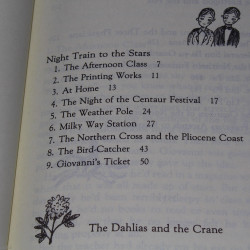 Night Train to the Stars
1. The Afternoon Class 7
2. The Printing Works 11
3. At Home 13
4. The Night of the Centaur Festival 17
5. The Weather Pole 24
6. Milky Way Station 27
7. The Northern Cross and the Pliocene Coast
8. The Bird-Catcher 43
9. Giovanni's Ticket 50
The Dahlias and the Crane